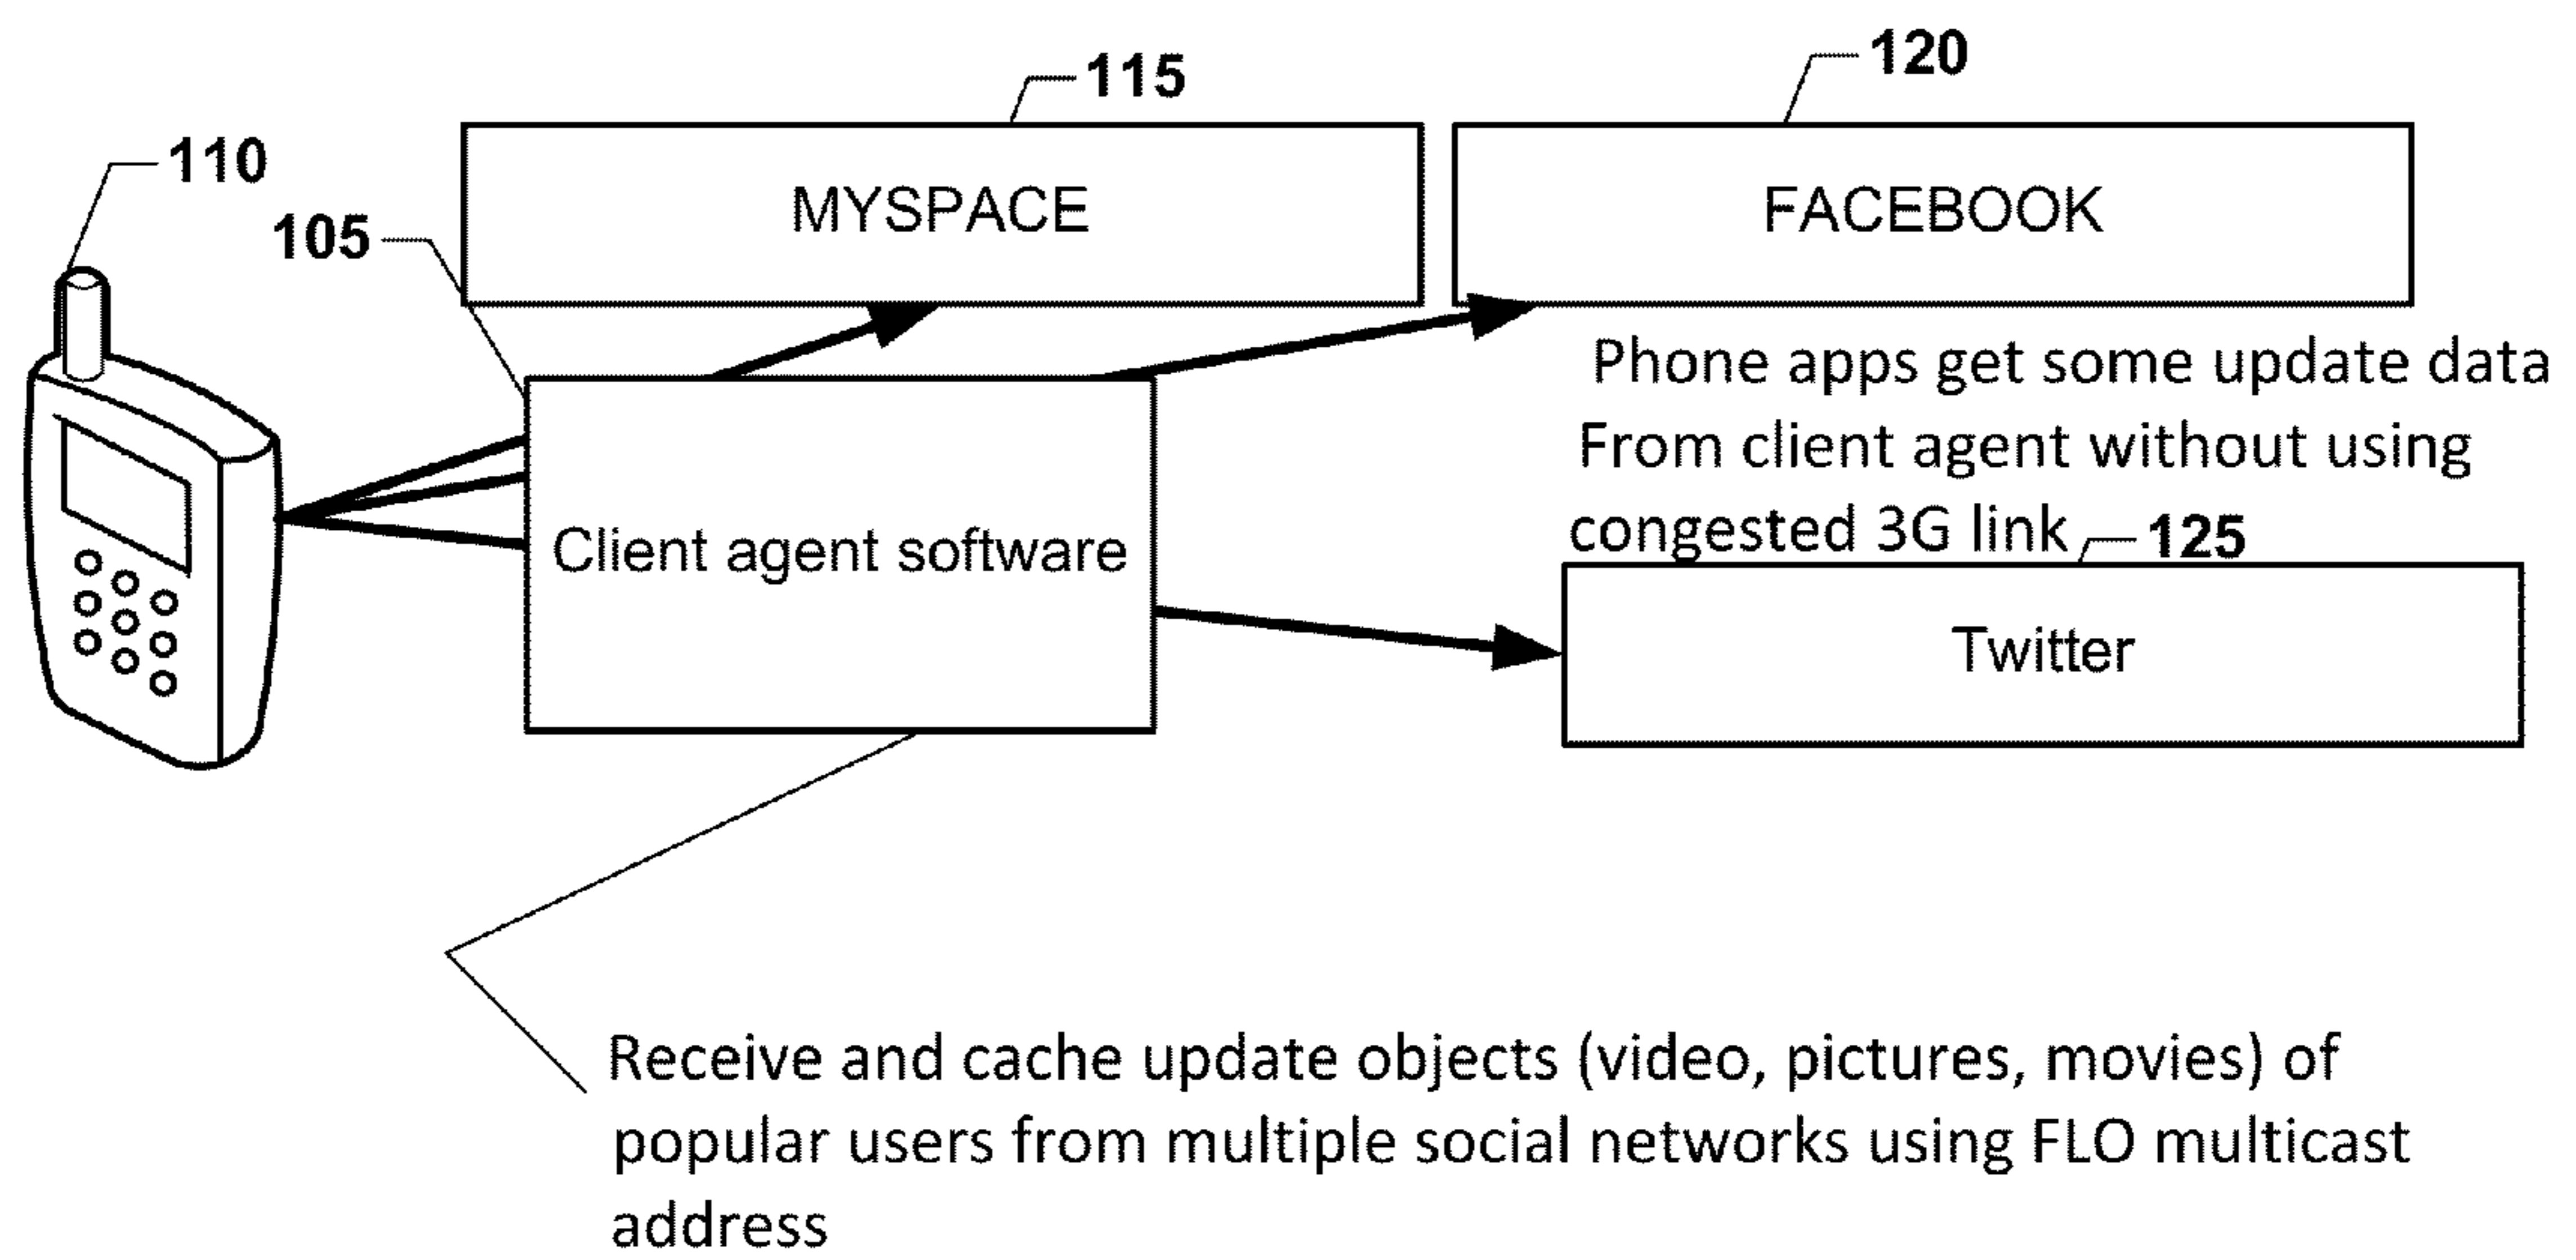 120
115
110
MYSPACE
FACEBOOK
105
Phone apps get some update data
From client agent without using
congested 3G link
125
Client agent software
Twitter
Receive and cache update objects (video, pictures, movies) of
popular users from multiple social networks using FLO multicast
address